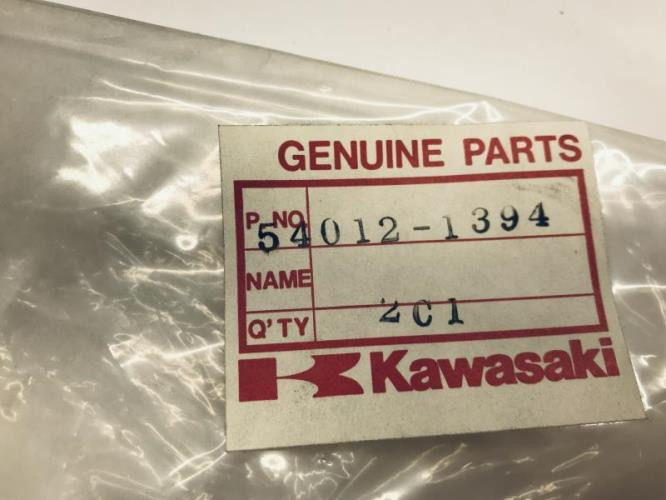 GENUINE PARTS
P.NO 54012-1394
NAME
Q'TY 2C1
Kawasaki